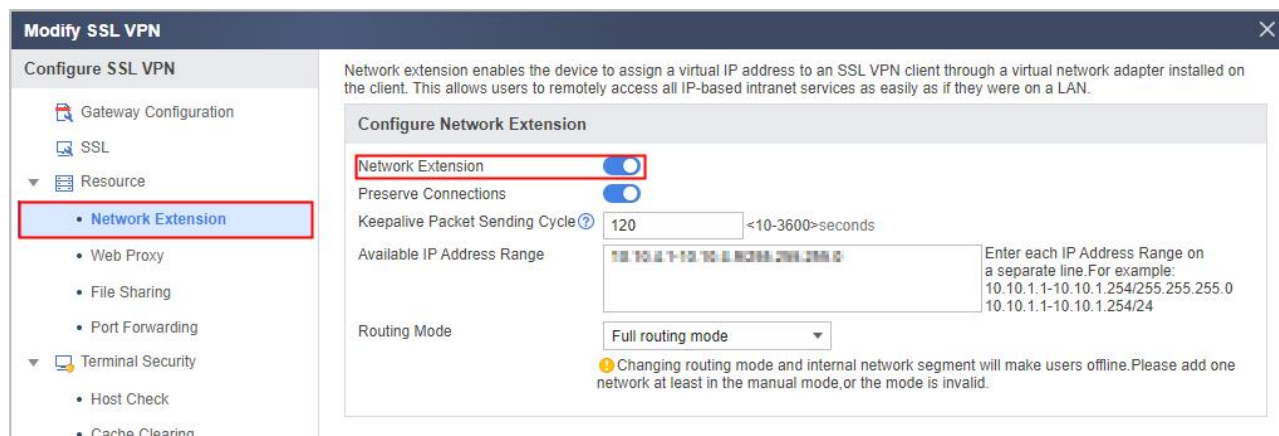 Modify SSL VPN
Configure SSL VPN
Gateway Configuration
SSL
Resource
• Network Extension
• Web Proxy
• File Sharing
• Port Forwarding
Terminal Security
• Host Check
• Cache Clearing
Network extension enables the device to assign a virtual IP address to an SSL VPN client through a virtual network adapter installed on
the client. This allows users to remotely access all IP-based intranet services as easily as if they were on a LAN.
Configure Network Extension
Network Extension
Preserve Connections
Keepalive Packet Sending Cycle ? 120 <10-3600>seconds
Available IP Address Range
Enter each IP Address Range on
a separate line.For example:
10.10.1.1-10.10.1.254/255.255.255.0
10.10.1.1-10.10.1.254/24
Routing Mode Full routing mode
Changing routing mode and internal network segment will make users offline.Please add one
network at least in the manual mode,or the mode is invalid.